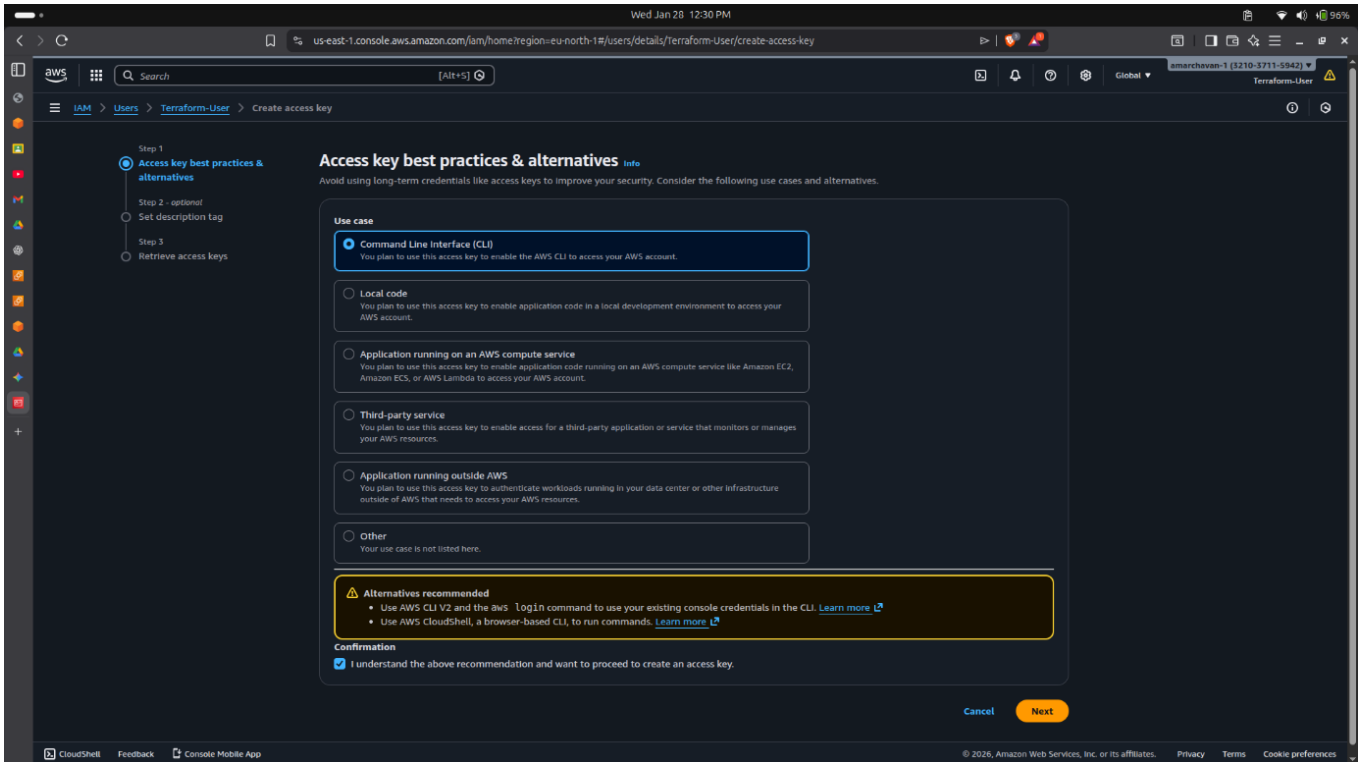 Wed Jan 28 12:30 PM
96%
us-east-1.console.aws.amazon.com/iam/home?region=eu-north-1#/users/details/Terraform-User/create-access-key
aws
Search [Alt+S]
Global
amarchavan-1 (3210-3711-5942)
Terraform-User
IAM > Users > Terraform-User > Create access key
Step 1
Access key best practices &
alternatives
Step 2 - optional
Set description tag
Step 3
Retrieve access keys
Access key best practices & alternatives Info
Avoid using long-term credentials like access keys to improve your security. Consider the following use cases and alternatives.
Use case
Command Line Interface (CLI)
You plan to use this access key to enable the AWS CLI to access your AWS account.
Local code
You plan to use this access key to enable application code in a local development environment to access your
AWS account.
Application running on an AWS compute service
You plan to use this access key to enable application code running on an AWS compute service like Amazon EC2,
Amazon ECS, or AWS Lambda to access your AWS account.
Third-party service
You plan to use this access key to enable access for a third-party application or service that monitors or manages
your AWS resources.
Application running outside AWS
You plan to use this access key to authenticate workloads running in your data center or other infrastructure
outside of AWS that needs to access your AWS resources.
Other
Your use case is not listed here.
Alternatives recommended
• Use AWS CLI V2 and the aws login command to use your existing console credentials in the CLI. Learn more
• Use AWS CloudShell, a browser-based CLI, to run commands. Learn more
Confirmation
I understand the above recommendation and want to proceed to create an access key.
Cancel Next
CloudShell Feedback Console Mobile App © 2026, Amazon Web Services, Inc. or its affiliates. Privacy Terms Cookie preferences